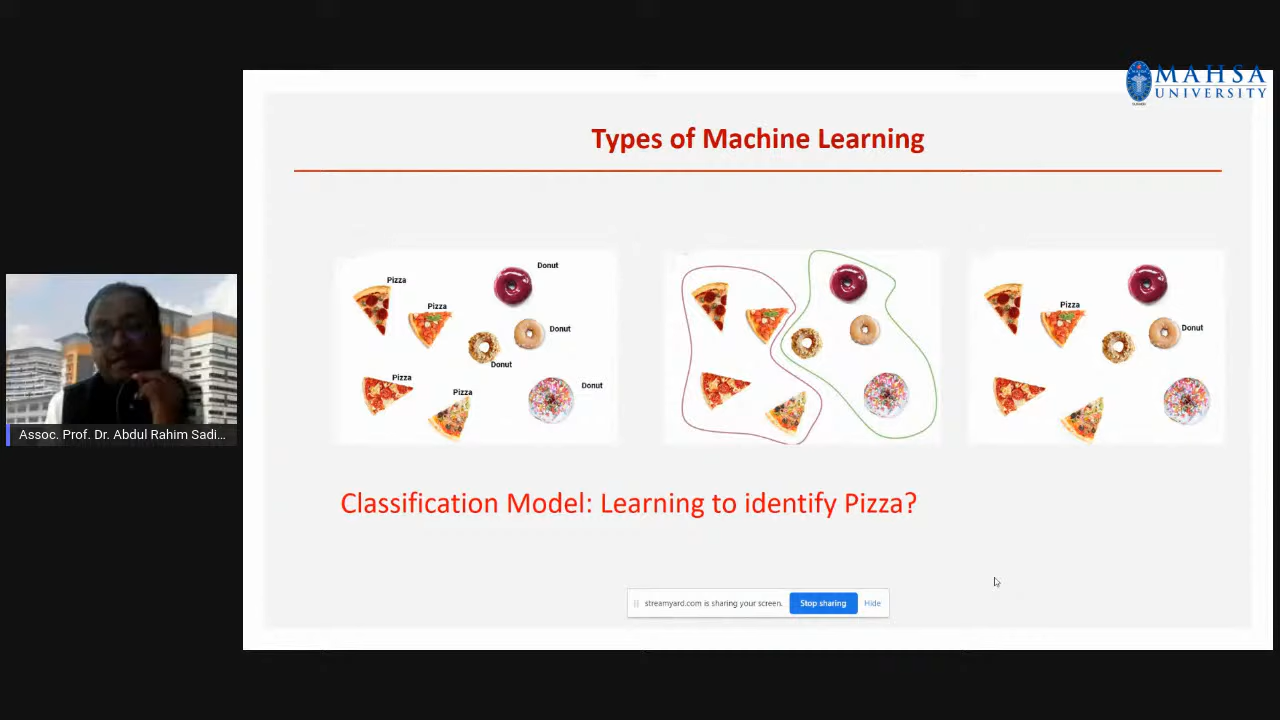 MAHSA
UNIVERSITY
Types of Machine Learning
Pizza
Pizza
Donut
Donut
Donut
Pizza
Pizza
Donut
Pizza
Donut
Classification Model: Learning to identify Pizza?
Assoc. Prof. Dr. Abdul Rahim Sadi...
streamyard.com is sharing your screen. Stop sharing Hide